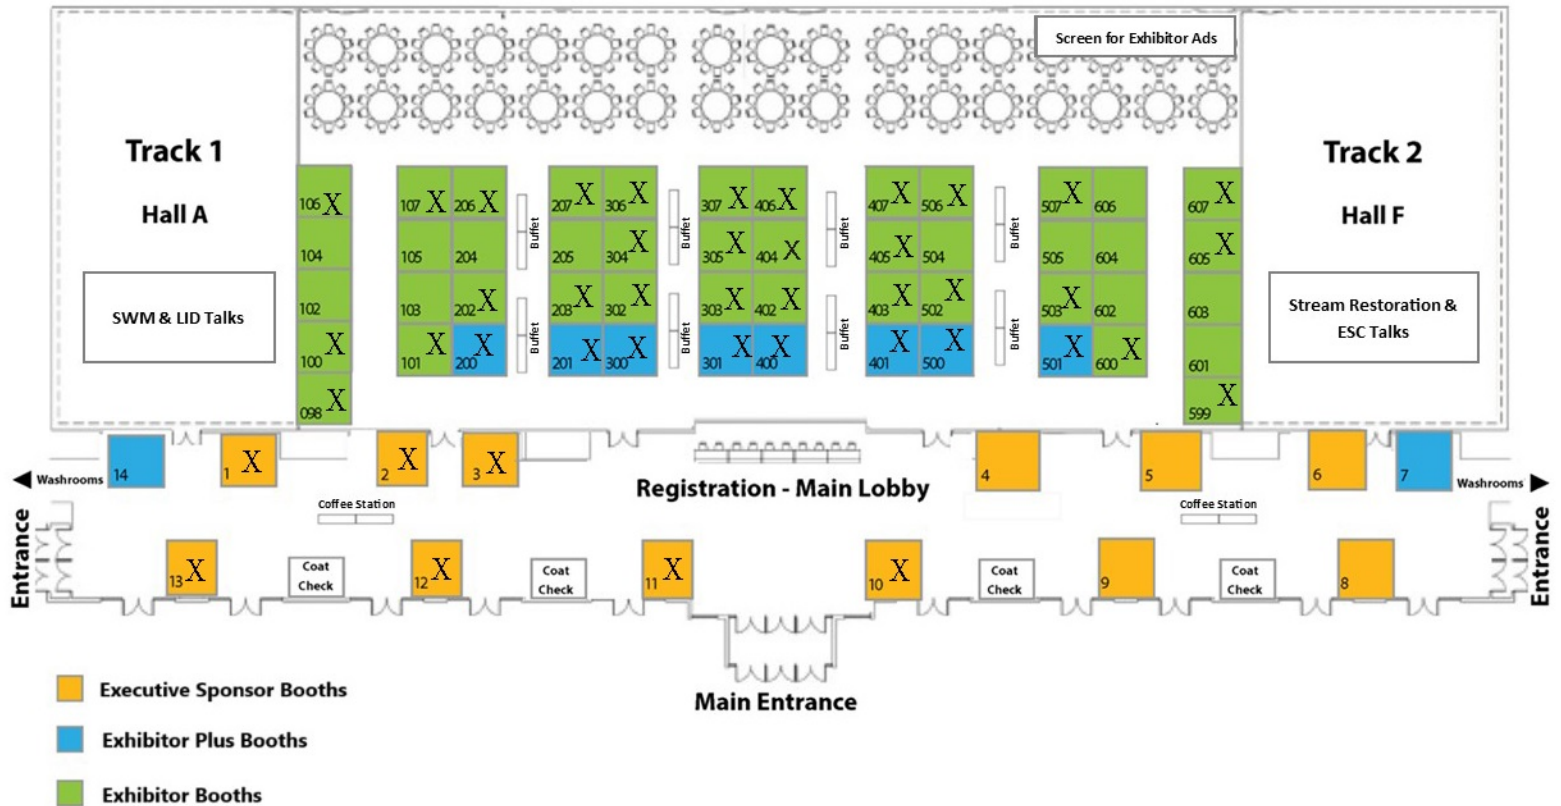 Screen for Exhibitor Ads
Track 1
Hall A
SWM & LID Talks
Track 2
Hall F
Stream Restoration &
ESC Talks
106 X 107 X 206 X 207 X 306 X 307 X 406 X 407 X 506 X 507 X 606 607 X
Buffet Buffet Buffet Buffet
104 105 204 205 304 X 305 X 404 X 405 X 504 505 604 605 X
102 103 202 X 203 X 302 X 303 X 402 X 403 X 502 X 503 X 602 603
Buffet Buffet Buffet Buffet
100 X 101 X 200 X 201 X 300 X 301 X 400 X 401 X 500 X 501 X 600 X 601
098 X 599 X
Washrooms 14 1 X 2 X 3 X 4 5 6 7 Washrooms
Registration - Main Lobby
Coffee Station Coffee Station
Entrance Entrance
13 X Coat
Check 12 X Coat
Check 11 X 10 X Coat
Check 9 Coat
Check 8
Main Entrance
Executive Sponsor Booths
Exhibitor Plus Booths
Exhibitor Booths